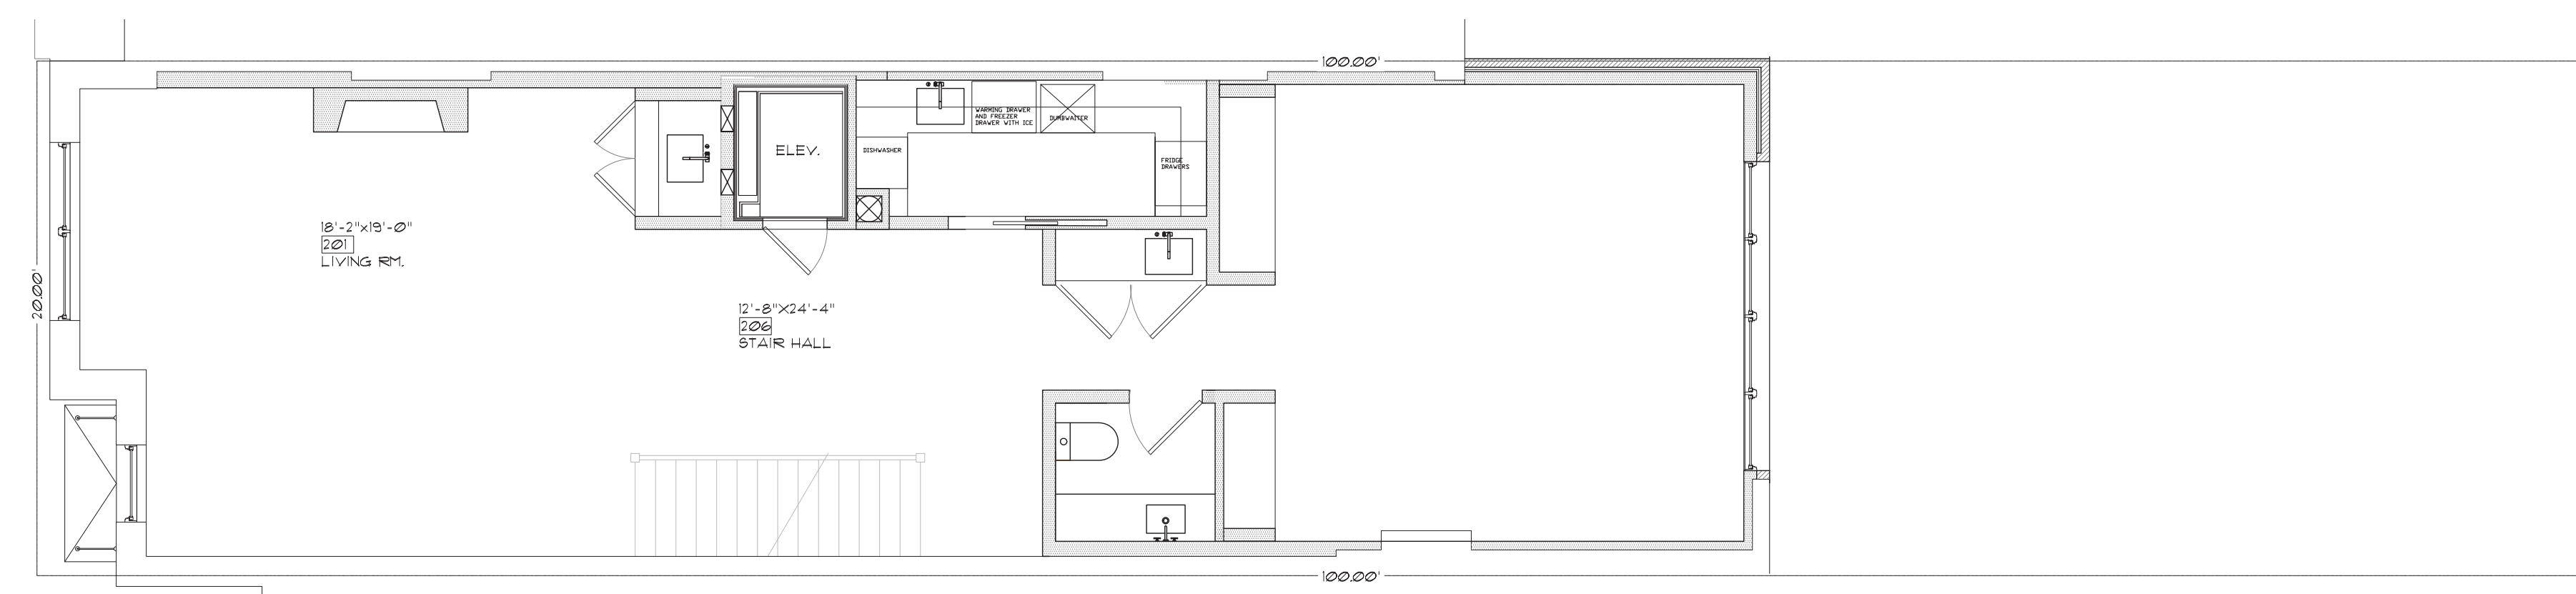 100.00'
WARMING DRAWER
AND FREEZER
DRAWER WITH ICE
DUMBWAITER
ELEV.
DISHWASHER
FRIDGE
DRAWERS
18'-2"x19'-0"
201
LIVING RM.
20.00'
12'-8"X24'-4"
206
STAIR HALL
100.00'